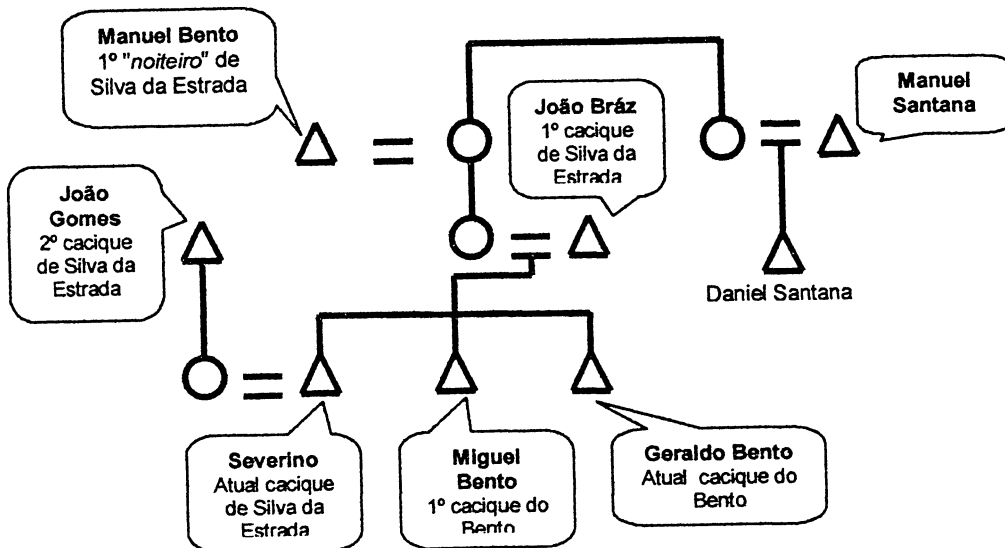 Manuel Bento
1º "noiteiro" de
Silva da Estrada
João Bráz
1º cacique
de Silva da
Estrada
Manuel
Santana
João
Gomes
2º cacique
de Silva da
Estrada
Daniel Santana
Severino
Atual cacique
de Silva da
Estrada
Miguel
Bento
1º cacique do
Bento
Geraldo Bento
Atual cacique do
Bento